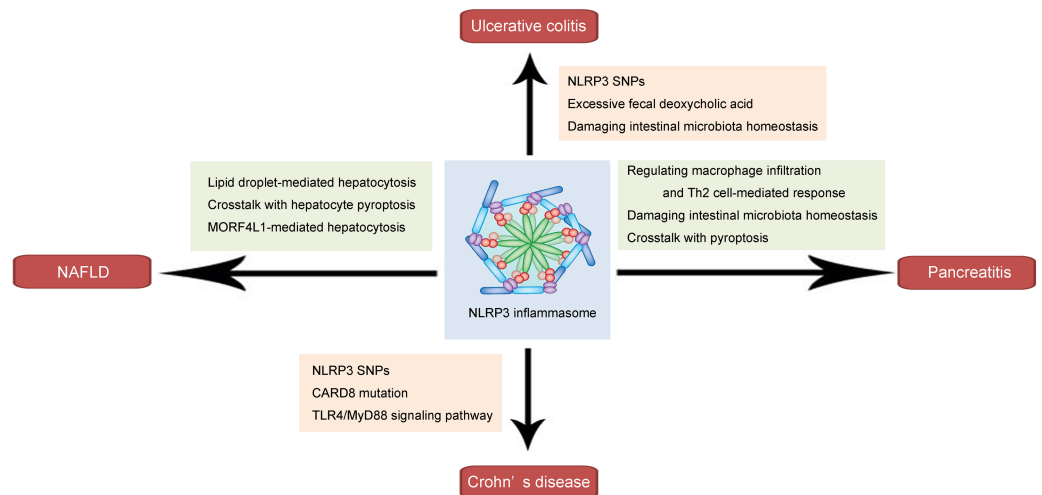 Ulcerative colitis
NLRP3 SNPs
Excessive fecal deoxycholic acid
Damaging intestinal microbiota homeostasis
Lipid droplet-mediated hepatocytosis
Crosstalk with hepatocyte pyroptosis
MORF4L1-mediated hepatocytosis
Regulating macrophage infiltration
and Th2 cell-mediated response
Damaging intestinal microbiota homeostasis
Crosstalk with pyroptosis
NAFLD
Pancreatitis
NLRP3 inflammasome
NLRP3 SNPs
CARD8 mutation
TLR4/MyD88 signaling pathway
Crohn’s disease